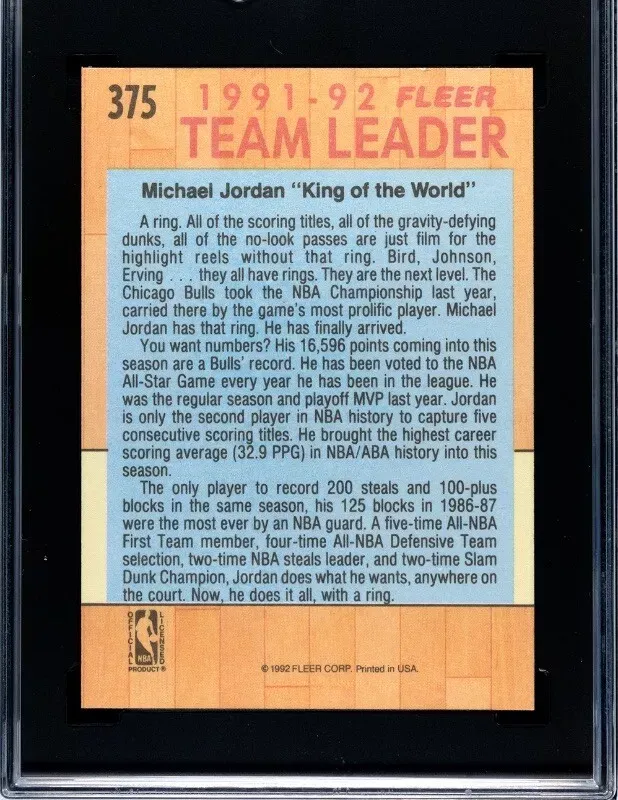 375
1991-92 FLEER
TEAM LEADER
Michael Jordan "King of the World"
A ring. All of the scoring titles, all of the gravity-defying
dunks, all of the no-look passes are just film for the
highlight reels without that ring. Bird, Johnson,
Erving . . . they all have rings. They are the next level. The
Chicago Bulls took the NBA Championship last year,
carried there by the game's most prolific player. Michael
Jordan has that ring. He has finally arrived.
You want numbers? His 16,596 points coming into this
season are a Bulls' record. He has been voted to the NBA
All-Star Game every year he has been in the league. He
was the regular season and playoff MVP last year. Jordan
is only the second player in NBA history to capture five
consecutive scoring titles. He brought the highest career
scoring average (32.9 PPG) in NBA/ABA history into this
season.
The only player to record 200 steals and 100-plus
blocks in the same season, his 125 blocks in 1986-87
were the most ever by an NBA guard. A five-time All-NBA
First Team member, four-time All-NBA Defensive Team
selection, two-time NBA steals leader, and two-time Slam
Dunk Champion, Jordan does what he wants, anywhere on
the court. Now, he does it all, with a ring.
OFFICIAL LICENSED
NBA
PRODUCT®
©1992 FLEER CORP. Printed in USA.